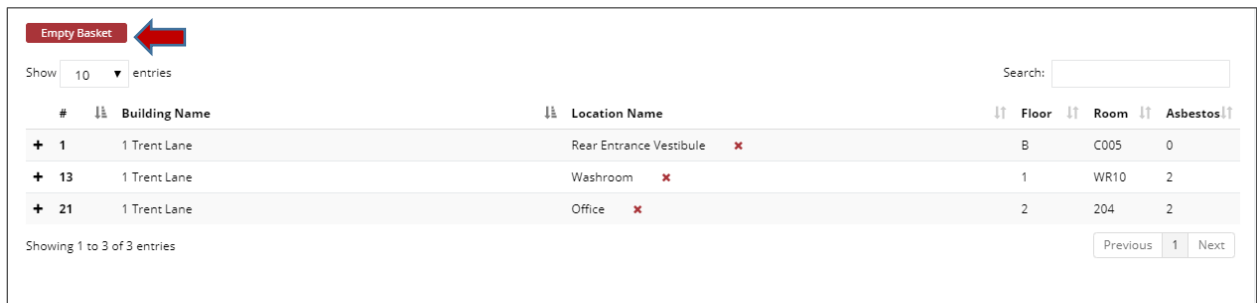 Empty Basket
Show 10 entries Search:
# Building Name Location Name Floor Room Asbestos
1 1 Trent Lane Rear Entrance Vestibule B C005 0
13 1 Trent Lane Washroom 1 WR10 2
21 1 Trent Lane Office 2 204 2
Showing 1 to 3 of 3 entries Previous 1 Next